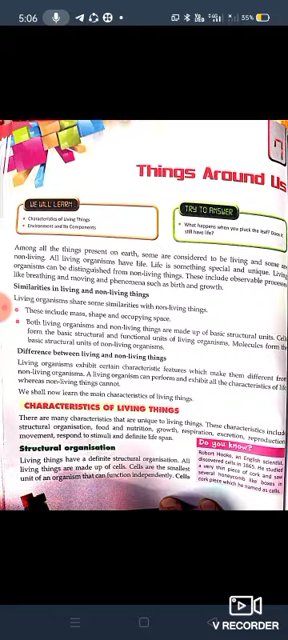 5:06
35%
7
Things Around Us
WE WILL LEARN
• Characteristics of Living Things
• Environment and Its Components
TRY TO ANSWER
• What happens when you pluck the leaf? Does it
still have life?
Among all the things present on earth, some are considered to be living and some are
non-living. All living organisms have life. Life is something special and unique. Living
organisms can be distinguished from non-living things. These include observable processes
like breathing and moving and phenomena such as birth and growth.
Similarities in living and non-living things
Living organisms share some similarities with non-living things.
• These include mass, shape and occupying space.
• Both living organisms and non-living things are made up of basic structural units. Cells
form the basic structural and functional units of living organisms. Molecules form the
basic structural units of non-living organisms.
Difference between living and non-living things
Living organisms exhibit certain characteristic features which make them different from
non-living organisms. A living organism can perform and exhibit all the characteristics of life
whereas non-living things cannot.
We shall now learn the main characteristics of living things.
CHARACTERISTICS OF LIVING THINGS
There are many characteristics that are unique to living things. These characteristics include
structural organisation, food and nutrition, growth, respiration, excretion, reproduction
movement, respond to stimuli and definite life span.
Structural organisation
Living things have a definite structural organisation. All
living things are made up of cells. Cells are the smallest
unit of an organism that can function independently. Cells
Do you know?
Robert Hooke, an English scientist,
discovered cells in 1665. He studied
a very thin piece of cork and saw
several honeycomb like boxes in
cork piece which he named as cells.
V RECORDER